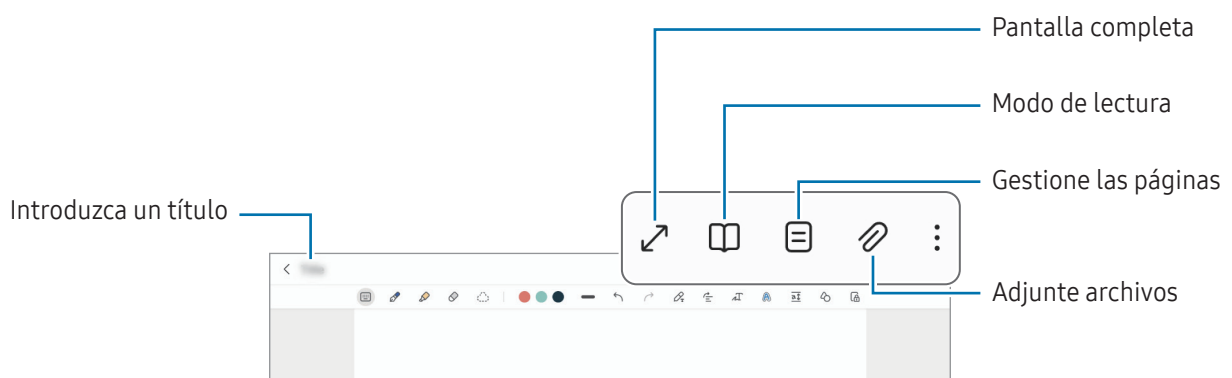 Pantalla completa
Modo de lectura
Gestione las páginas
Introduzca un título
Adjunte archivos